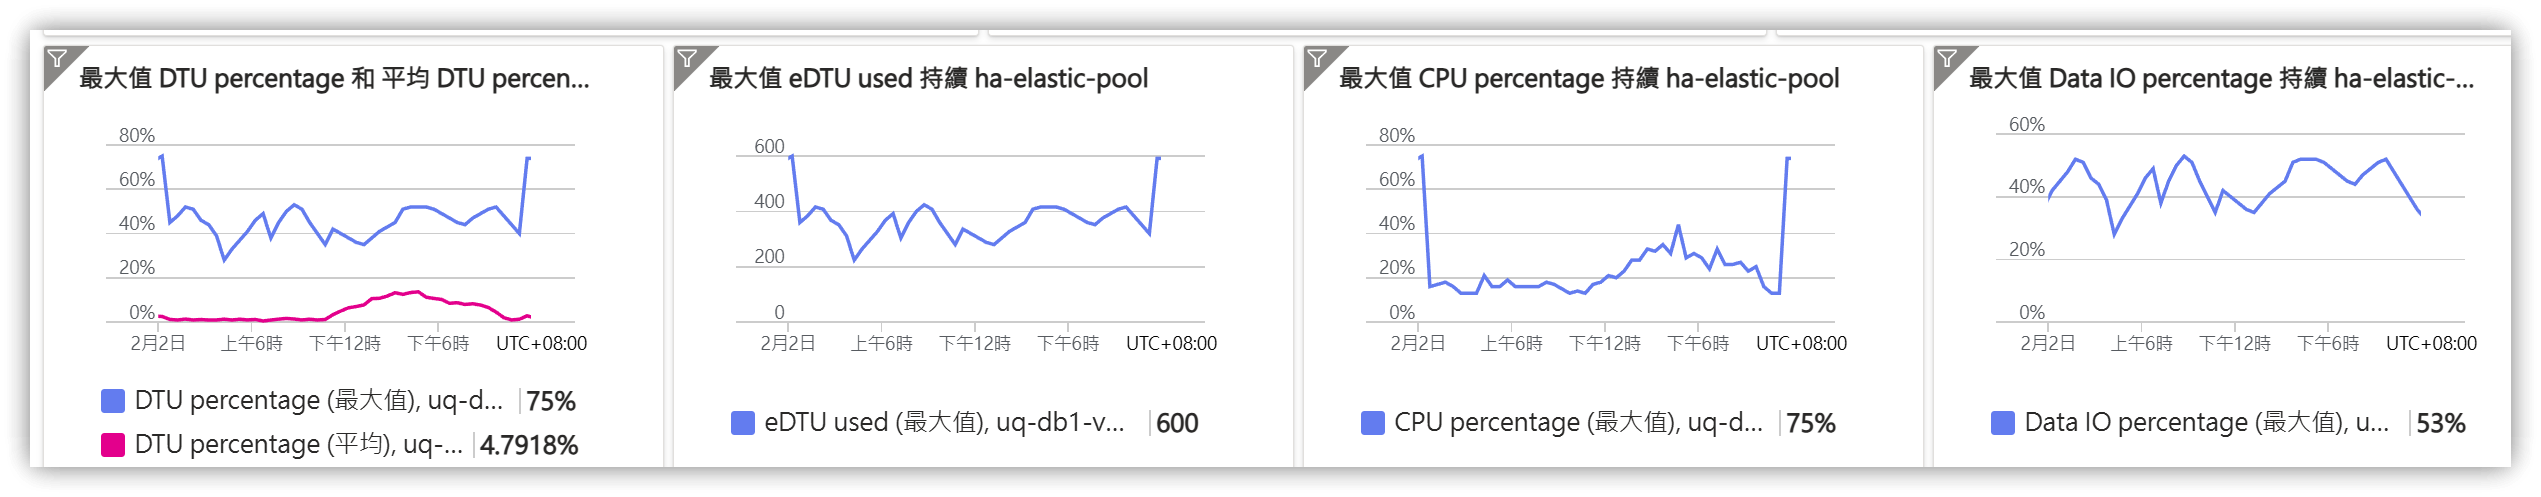 最大值 DTU percentage 和 平均 DTU percen...
80%
60%
40%
20%
0%
2月2日 上午6時 下午12時 下午6時 UTC+08:00
DTU percentage (最大值), uq-d... 75%
DTU percentage (平均), uq-... 4.7918%
最大值 eDTU used 持續 ha-elastic-pool
600
400
200
0
2月2日 上午6時 下午12時 下午6時 UTC+08:00
eDTU used (最大值), uq-db1-v... 600
最大值 CPU percentage 持續 ha-elastic-pool
80%
60%
40%
20%
0%
2月2日 上午6時 下午12時 下午6時 UTC+08:00
CPU percentage (最大值), uq-d... 75%
最大值 Data IO percentage 持續 ha-elastic-...
60%
40%
20%
0%
2月2日 上午6時 下午12時 下午6時 UTC+08:00
Data IO percentage (最大值), u... 53%